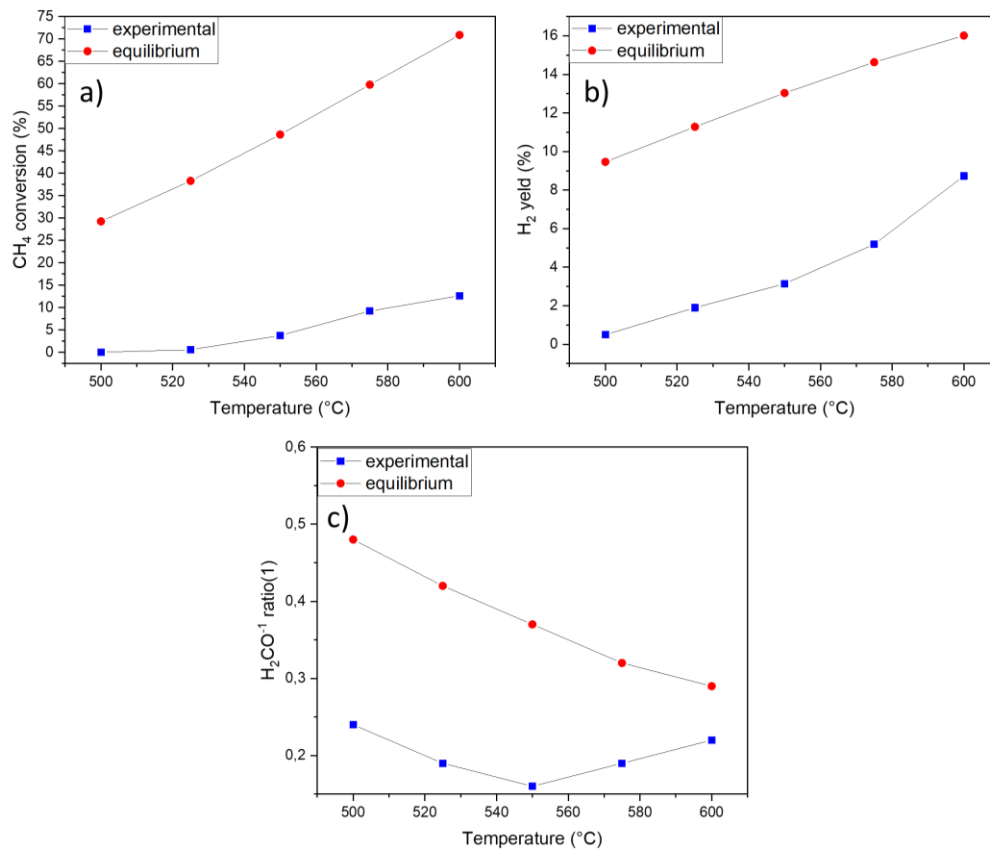 experimental
equilibrium
a)
75
70
65
60
55
50
45
40
35
30
25
20
15
10
5
0
CH₄ conversion (%)
500 520 540 560 580 600
Temperature (°C)
experimental
equilibrium
b)
16
14
12
10
8
6
4
2
0
H₂ yeld (%)
500 520 540 560 580 600
Temperature (°C)
experimental
equilibrium
c)
0,6
0,5
0,4
0,3
0,2
H₂CO⁻¹ ratio(1)
500 520 540 560 580 600
Temperature (°C)